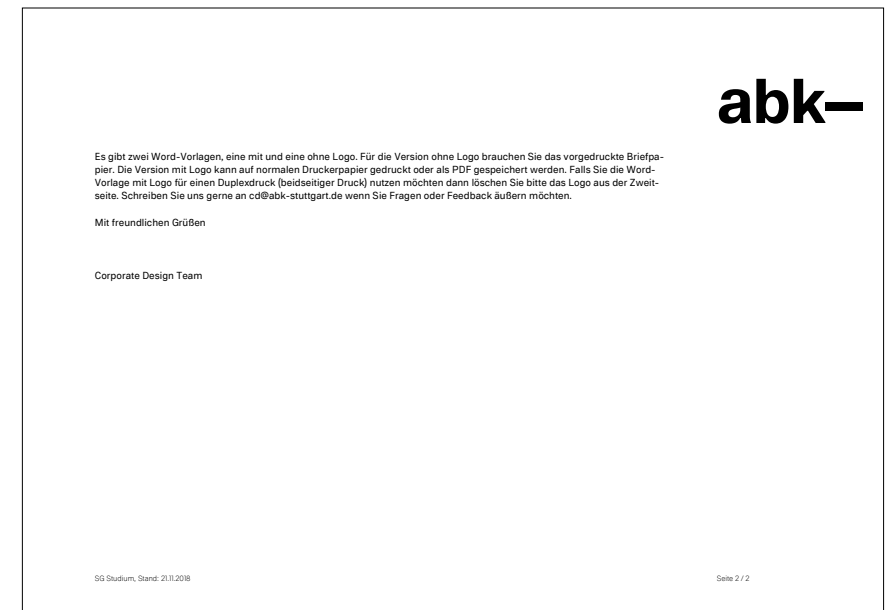 abk–
Es gibt zwei Word-Vorlagen, eine mit und eine ohne Logo. Für die Version ohne Logo brauchen Sie das vorgedruckte Briefpa-
pier. Die Version mit Logo kann auf normalen Druckerpapier gedruckt oder als PDF gespeichert werden. Falls Sie die Word-
Vorlage mit Logo für einen Duplexdruck (beidseitiger Druck) nutzen möchten dann löschen Sie bitte das Logo aus der Zweit-
seite. Schreiben Sie uns gerne an cd@abk-stuttgart.de wenn Sie Fragen oder Feedback äußern möchten.
Mit freundlichen Grüßen
Corporate Design Team
SG Studium, Stand: 21.11.2018
Seite 2 / 2